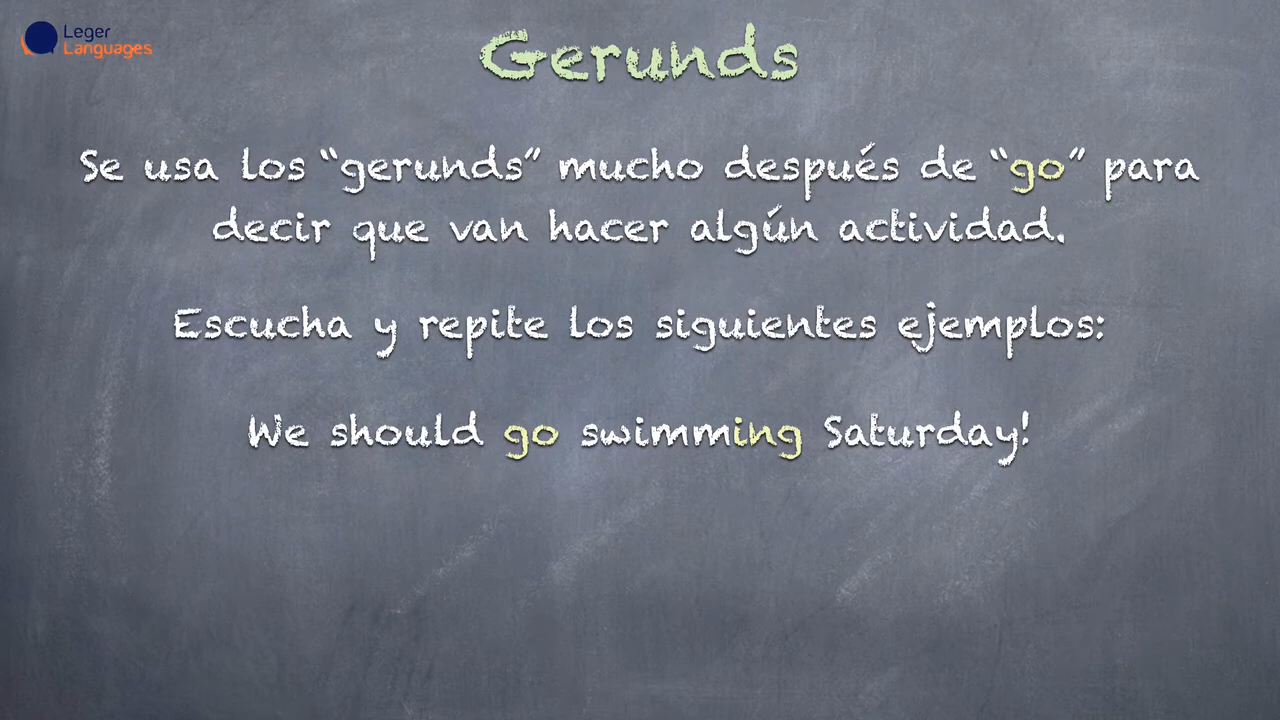 Leger
Languages
Gerunds
Se usa los “gerunds” mucho después de “go” para
decir que van hacer algún actividad.
Escucha y repite los siguientes ejemplos:
We should go swimming Saturday!